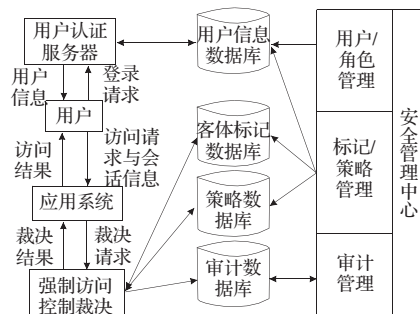 用户认证
服务器
用户
信息
登录
请求
用户
访问
结果
访问请
求与会
话信息
应用系统
裁决
结果
裁决
请求
强制访问
控制裁决
用户信息
数据库
客体标记
数据库
策略数
据库
审计数
据库
用户/
角色
管理
标记/
策略
管理
审计
管理
安全管理中心